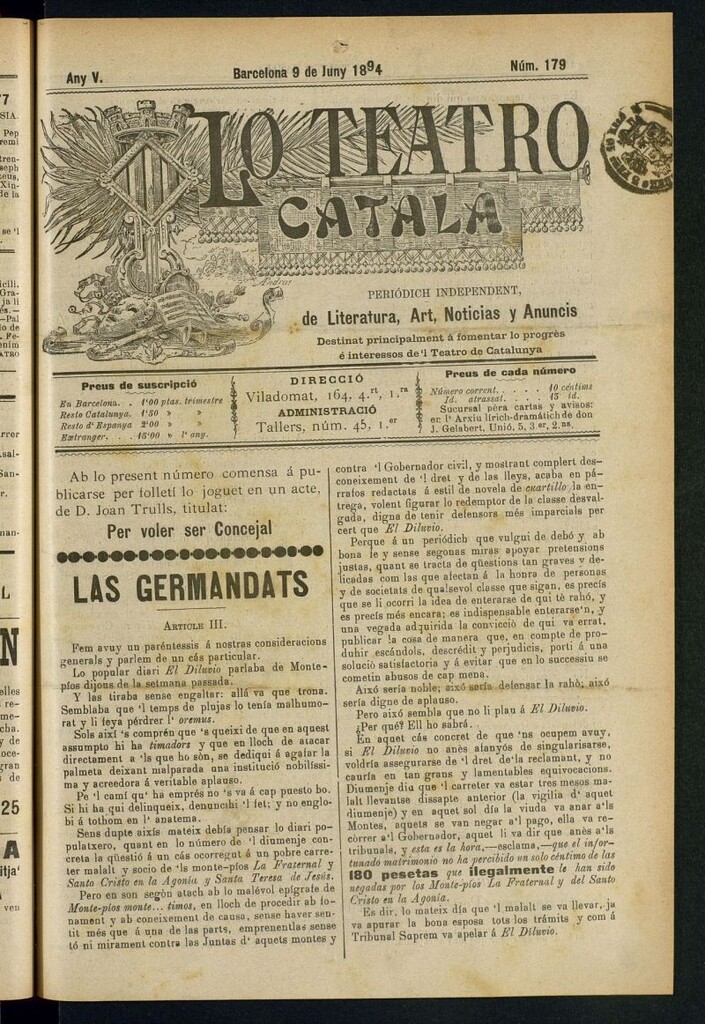 Any V.
Barcelona 9 de Juny 1894
Núm. 179
LO TEATRO
CATALÁ
PERIÓDICH INDEPENDENT,
de Literatura, Art, Noticias y Anuncis
Destinat principalment á fomentar lo progrès
é interessos de 'l Teatro de Catalunya
Preus de suscripció
En Barcelona. . 1'00 ptas. trimestre
Resto Catalunya. 1'50 » »
Resto d' Espanya 2'00 » »
Extranger. . . . 15'00 » l' any.
DIRECCIÓ
Viladomat, 164, 4.rt, 1.ra
ADMINISTRACIÓ
Tallers, núm. 45, 1.er
Preus de cada número
Número corrent. . . . . 10 céntims
Id. atrassat. . . . . 15 id.
Sucursal pera cartas y avisos:
en l' Arxiu lírich-dramátich de don
J. Gelabert, Unió, 5, 3.er, 2.na.
Ab lo present número comensa á pu-
blicarse per folletí lo joguet en un acte,
de D. Joan Trulls, titulat:
Per voler ser Concejal
LAS GERMANDATS
ARTICLE III.
Fem avuy un paréntessis á nostras consideracions
generals y parlem de un cás particular.
Lo popular diari El Diluvio parlaba de Monte-
píos dijous de la setmana passada.
Y las tiraba sense engaltar: allá va que trona.
Semblaba que 'l temps de plujas lo tenía malhumo-
rat y li feya pérdrer l' oremus.
Sols aixi 's comprén que 's queixi de que en aquest
assumpto hi ha timadors y que en lloch de atacar
directament a 'ls que ho sòn, se dediqui á agafar la
palmeta deixant malparada una institució nobilíssi-
ma y acreedora á veritable aplauso.
Pe 'l camí qu' ha emprés no 's va á cap puesto bo.
Si hi ha qui delinqueix, denunchi 'l fet; y no englo-
bi á tothom en l' anatema.
Sens dupte aixís mateix debía pensar lo diari po-
pulatxero, quant en lo número de 'l diumenje con-
creta la qüestió á un cás ocorregut á un pobre carre-
ter malalt y socio de 'ls monte-píos La Fraternal y
Santo Cristo en la Agonía y Santa Teresa de Jesús.
Pero en son segón atach ab lo malévol epígrafe de
Monte-píos monte... timos, en lloch de procedir ab fo-
nament y ab coneixement de causa, sense haver sen-
tit més que á una de las parts, emprenentlas sense
tó ni mirament contra las Juntas d' aquets montes y
contra 'l Gobernador civil, y mostrant complert des-
coneixement de 'l dret y de las lleys, acaba en pá-
rrafos redactats á estil de novela de cuartillo la en-
trega, volent figurar lo redemptor de la classe desval-
guda, digna de tenir defensors més imparcials per
cert que El Diluvio.
Perque á un periódich que vulgui de debó y ab
bona fe y sense segonas miras apoyar pretensions
justas, quant se tracta de qüestions tan graves y de-
licadas com las que afectan á la honra de personas
y de societats de qualsevol classe que sigan, es precís
que se li ocorri la idea de enterarse de qui té rahó, y
es precís més encara; es indispensable enterarse'n, y
una vegada adquirida la convicció de qui va errat,
publicar la cosa de manera que, en compte de pro-
duhir escándols, descrédit y perjudicis, porti á una
solució satisfactoria y á evitar que en lo successiu se
cometin abusos de cap mena.
Aixó sería noble; aixó sería defensar la rahó; aixó
sería digne de aplauso.
Pero aixó sembla que no li plau á El Diluvio.
¿Per qué? Ell ho sabrá.
En aquet cás concret de que 'ns ocupem avuy,
si El Diluvio no anès afanyós de singularisarse,
voldría assegurarse de 'l dret de 'la reclamant, y no
cauría en tan grans y lamentables equivocacions.
Diumenje diu que 'l carreter va estar tres mesos ma-
lalt llevantse dissapte anterior (la vigilia d' aquet
diumenje) y en aquet sol día la viuda va anar a 'ls
Montes, aquets se van negar a 'l pago, ella va re-
córrer a 'l Gobernador, aquet li va dir que anès a 'ls
tribunals, y esta es la hora,—esclama,—que el infor-
tunado matrimonio no ha percibido un solo céntimo de las
180 pesetas que ilegalmente le han sido
negadas por los Monte-píos La Fraternal y del Santo
Cristo en la Agonía.
Es dir, lo mateix día que 'l malalt se va llevar, ja
va apurar la bona esposa tots los trámits y com á
Tribunal Suprem va apelar á El Diluvio.